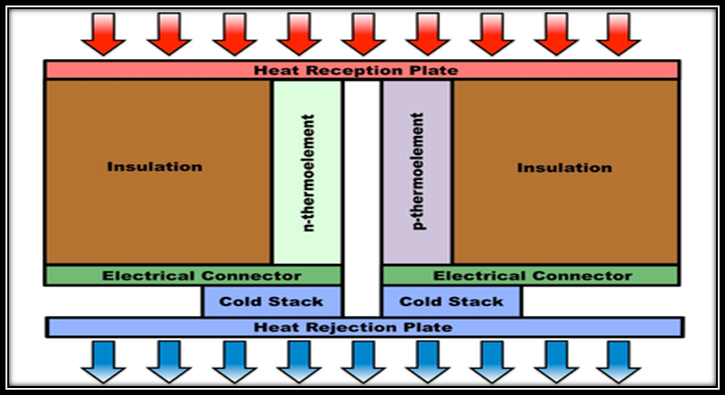 Heat Reception Plate
Insulation
n-thermoelement
p-thermoelement
Insulation
Electrical Connector
Electrical Connector
Cold Stack
Cold Stack
Heat Rejection Plate